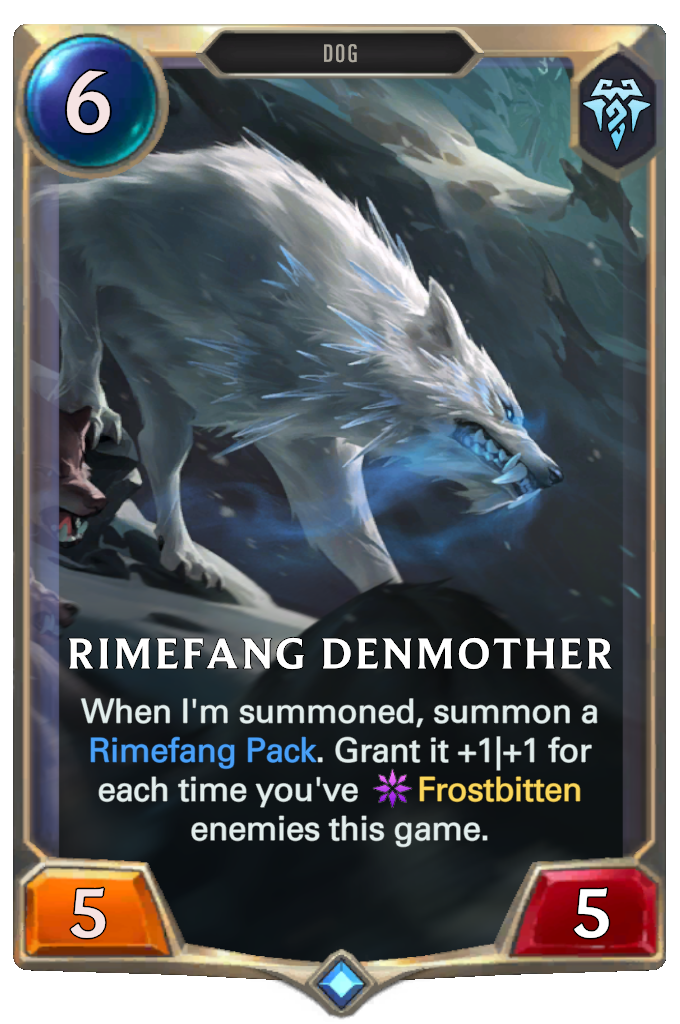 6
DOG
RIMEFANG DENMOTHER
When I'm summoned, summon a
Rimefang Pack. Grant it +1|+1 for
each time you've Frostbitten
enemies this game.
5
5